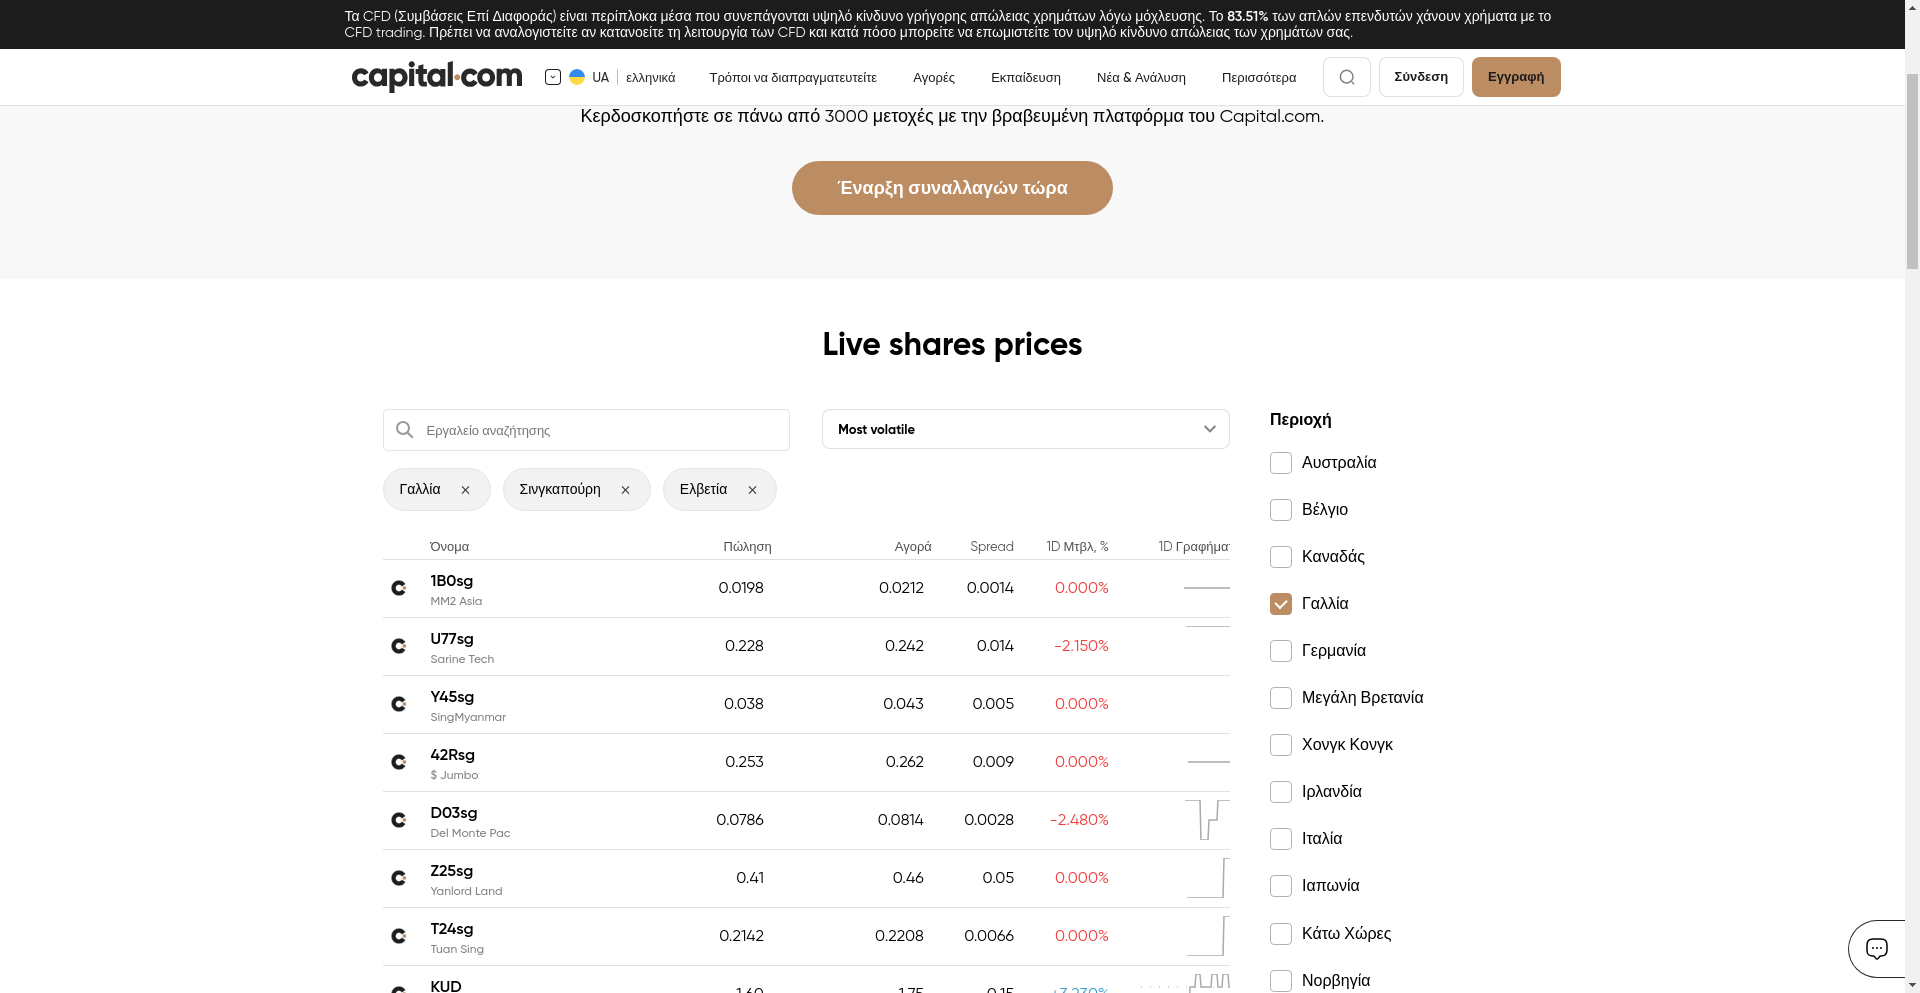 Τα CFD (Συμβάσεις Επί Διαφοράς) είναι περίπλοκα μέσα που συνεπάγονται υψηλό κίνδυνο γρήγορης απώλειας χρημάτων λόγω μόχλευσης. Το 83.51% των απλών επενδυτών χάνουν χρήματα με το
CFD trading. Πρέπει να αναλογιστείτε αν κατανοείτε τη λειτουργία των CFD και κατά πόσο μπορείτε να επωμιστείτε τον υψηλό κίνδυνο απώλειας των χρημάτων σας.
capital.com UA ελληνικά Τρόποι να διαπραγματευτείτε Αγορές Εκπαίδευση Νέα & Ανάλυση Περισσότερα Σύνδεση Εγγραφή
Κερδοσκοπήστε σε πάνω από 3000 μετοχές με την βραβευμένη πλατφόρμα του Capital.com.
Έναρξη συναλλαγών τώρα
Live shares prices
Εργαλείο αναζήτησης
Most volatile
Γαλλία
Σινγκαπούρη
Ελβετία
Όνομα Πώληση Αγορά Spread 1D Μτβλ, % 1D Γραφήμα
1B0sg 0.0198 0.0212 0.0014 0.000%
MM2 Asia
U77sg 0.228 0.242 0.014 -2.150%
Sarine Tech
Y45sg 0.038 0.043 0.005 0.000%
SingMyanmar
42Rsg 0.253 0.262 0.009 0.000%
$ Jumbo
D03sg 0.0786 0.0814 0.0028 -2.480%
Del Monte Pac
Z25sg 0.41 0.46 0.05 0.000%
Yanlord Land
T24sg 0.2142 0.2208 0.0066 0.000%
Tuan Sing
KUD 1.60 1.75 0.15 +3.230%
Περιοχή
Αυστραλία
Βέλγιο
Καναδάς
Γαλλία
Γερμανία
Μεγάλη Βρετανία
Χονγκ Κονγκ
Ιρλανδία
Ιταλία
Ιαπωνία
Κάτω Χώρες
Νορβηγία